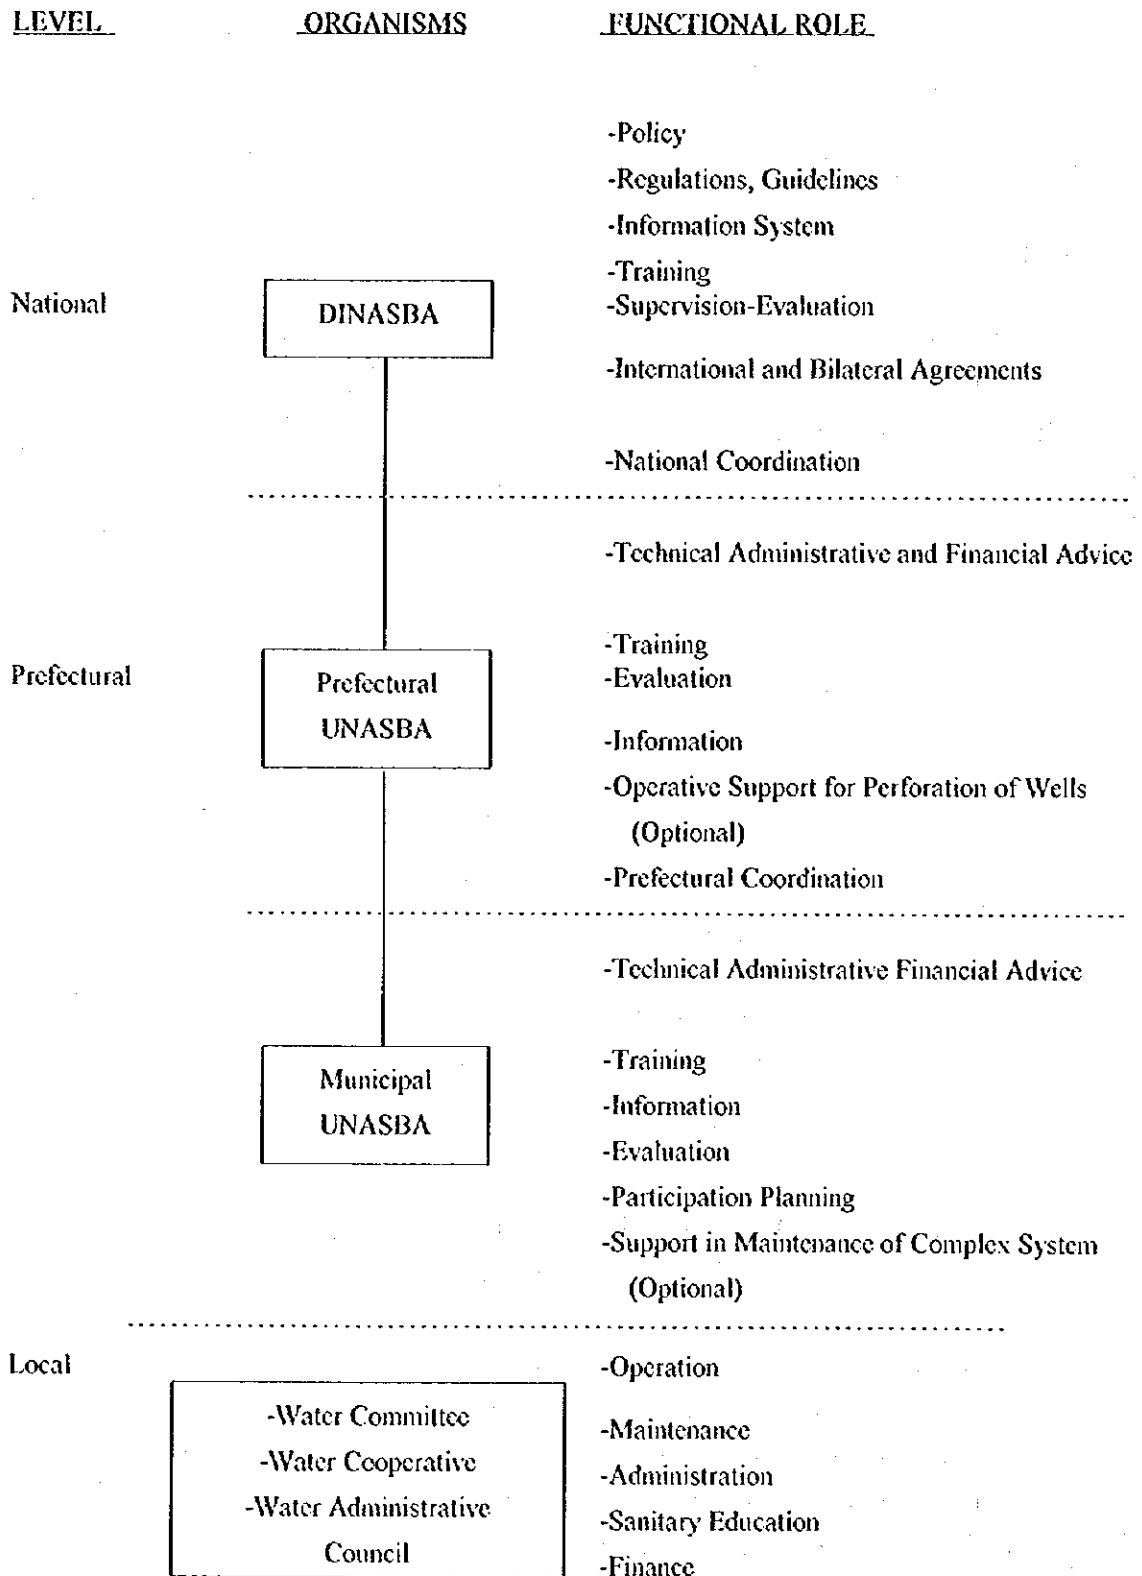 LEVEL ORGANISMS FUNCTIONAL ROLE
-Policy
-Regulations, Guidelines
-Information System
-Training
National DINASBA -Supervision-Evaluation
-International and Bilateral Agreements
-National Coordination
-Technical Administrative and Financial Advice
-Training
Prefectural Prefectural -Evaluation
UNASBA
-Information
-Operative Support for Perforation of Wells
(Optional)
-Prefectural Coordination
-Technical Administrative Financial Advice
-Training
Municipal
-Information
UNASBA
-Evaluation
-Participation Planning
-Support in Maintenance of Complex System
(Optional)
Local -Operation
-Water Committee
-Maintenance
-Water Cooperative
-Administration
-Water Administrative
-Sanitary Education
Council
-Finance